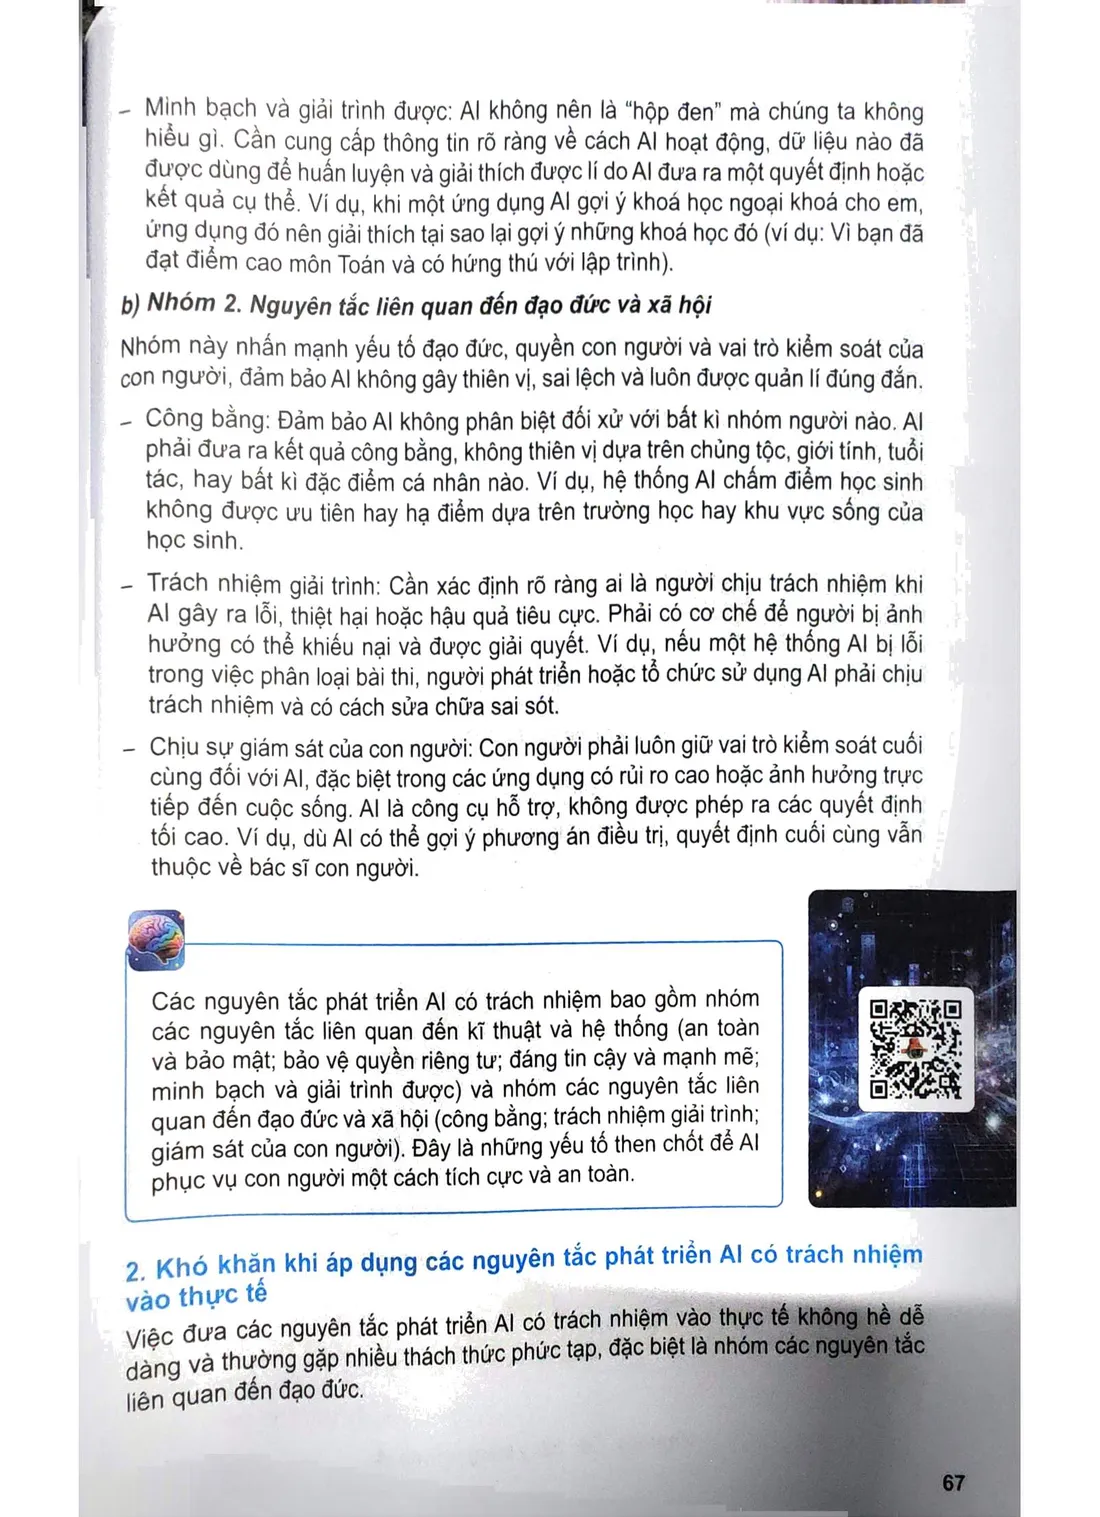 – Minh bạch và giải trình được: AI không nên là “hộp đen” mà chúng ta không
hiểu gì. Cần cung cấp thông tin rõ ràng về cách AI hoạt động, dữ liệu nào đã
được dùng để huấn luyện và giải thích được lí do AI đưa ra một quyết định hoặc
kết quả cụ thể. Ví dụ, khi một ứng dụng AI gợi ý khoá học ngoại khoá cho em,
ứng dụng đó nên giải thích tại sao lại gợi ý những khoá học đó (ví dụ: Vì bạn đã
đạt điểm cao môn Toán và có hứng thú với lập trình).
b) Nhóm 2. Nguyên tắc liên quan đến đạo đức và xã hội
Nhóm này nhấn mạnh yếu tố đạo đức, quyền con người và vai trò kiểm soát của
con người, đảm bảo AI không gây thiên vị, sai lệch và luôn được quản lí đúng đắn.
– Công bằng: Đảm bảo AI không phân biệt đối xử với bất kì nhóm người nào. AI
phải đưa ra kết quả công bằng, không thiên vị dựa trên chủng tộc, giới tính, tuổi
tác, hay bất kì đặc điểm cá nhân nào. Ví dụ, hệ thống AI chấm điểm học sinh
không được ưu tiên hay hạ điểm dựa trên trường học hay khu vực sống của
học sinh.
– Trách nhiệm giải trình: Cần xác định rõ ràng ai là người chịu trách nhiệm khi
AI gây ra lỗi, thiệt hại hoặc hậu quả tiêu cực. Phải có cơ chế để người bị ảnh
hưởng có thể khiếu nại và được giải quyết. Ví dụ, nếu một hệ thống AI bị lỗi
trong việc phân loại bài thi, người phát triển hoặc tổ chức sử dụng AI phải chịu
trách nhiệm và có cách sửa chữa sai sót.
– Chịu sự giám sát của con người: Con người phải luôn giữ vai trò kiểm soát cuối
cùng đối với AI, đặc biệt trong các ứng dụng có rủi ro cao hoặc ảnh hưởng trực
tiếp đến cuộc sống. AI là công cụ hỗ trợ, không được phép ra các quyết định
tối cao. Ví dụ, dù AI có thể gợi ý phương án điều trị, quyết định cuối cùng vẫn
thuộc về bác sĩ con người.
Các nguyên tắc phát triển AI có trách nhiệm bao gồm nhóm
các nguyên tắc liên quan đến kĩ thuật và hệ thống (an toàn
và bảo mật; bảo vệ quyền riêng tư; đáng tin cậy và mạnh mẽ;
minh bạch và giải trình được) và nhóm các nguyên tắc liên
quan đến đạo đức và xã hội (công bằng; trách nhiệm giải trình;
giám sát của con người). Đây là những yếu tố then chốt để AI
phục vụ con người một cách tích cực và an toàn.
2. Khó khăn khi áp dụng các nguyên tắc phát triển AI có trách nhiệm
vào thực tế
Việc đưa các nguyên tắc phát triển AI có trách nhiệm vào thực tế không hề dễ
dàng và thường gặp nhiều thách thức phức tạp, đặc biệt là nhóm các nguyên tắc
liên quan đến đạo đức.
67